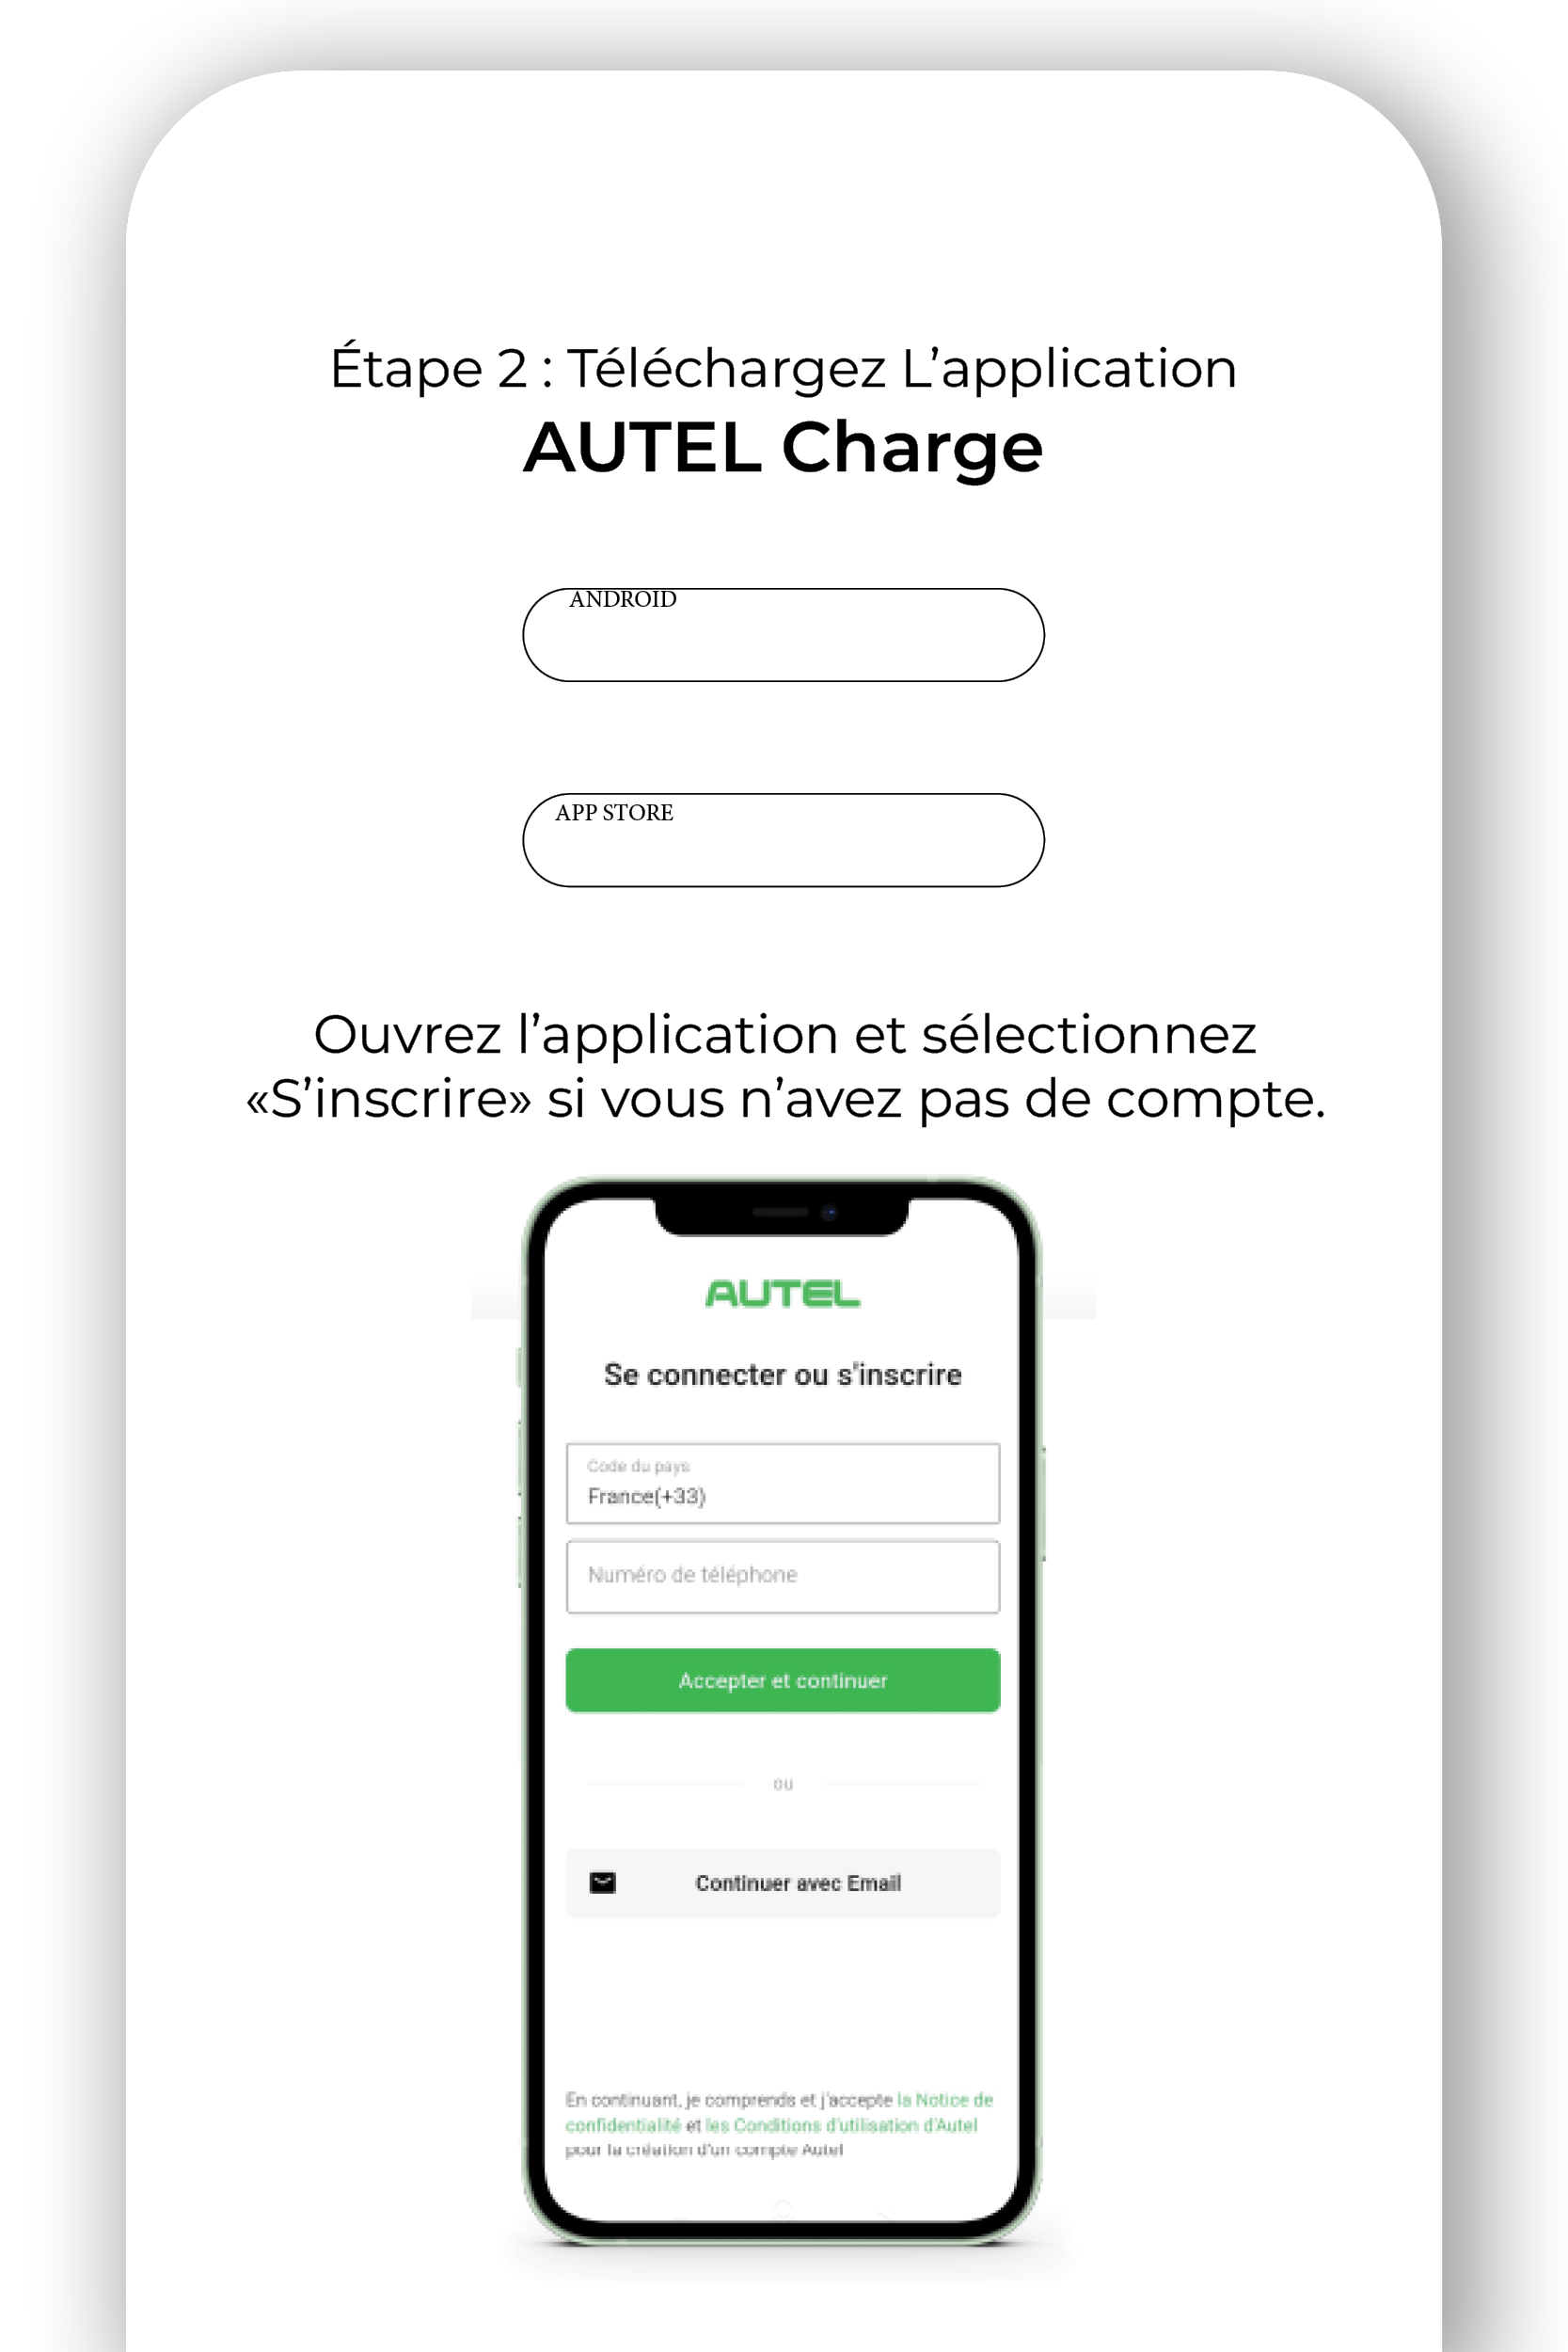 Étape 2 : Téléchargez L’application
AUTEL Charge
ANDROID
APP STORE
Ouvrez l’application et sélectionnez
«S’inscrire» si vous n’avez pas de compte.
AUTEL
Se connecter ou s'inscrire
Code du pays
France(+33)
Numéro de téléphone
Accepter et continuer
ou
Continuer avec Email
En continuant, je comprends et j'accepte la Notice de
confidentialité et les Conditions d'utilisation d'Autel
pour la création d'un compte Autel